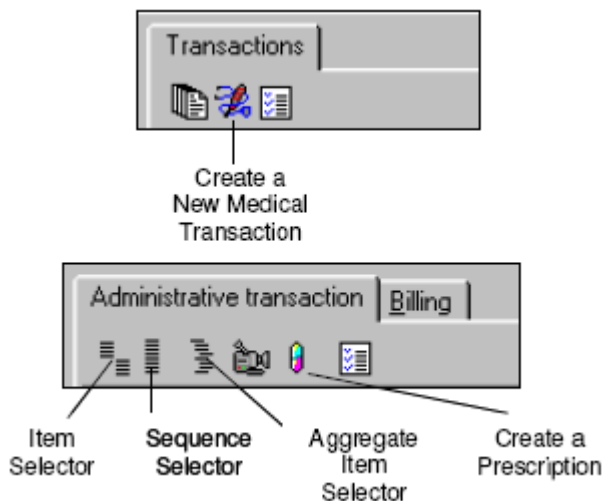 Transactions
Create a
New Medical
Transaction
Administrative transaction Billing
Item
Selector
Sequence
Selector
Aggregate
Item
Selector
Create a
Prescription